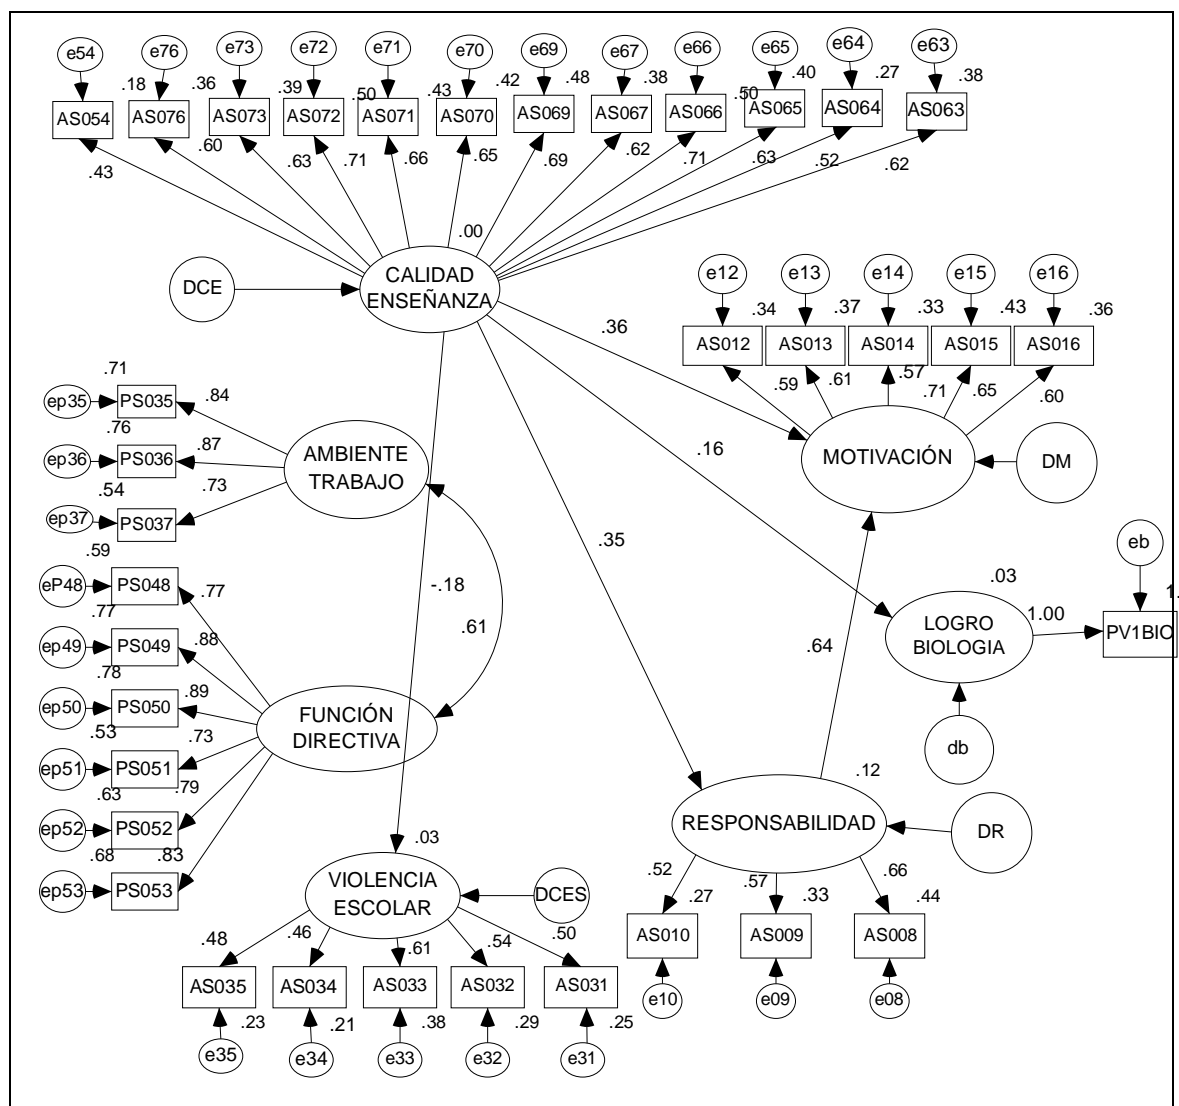 e54 e76 e73 e72 e71 e70 e69 e67 e66 e65 e64 e63
.18 .36 .39 .50 .43 .42 .48 .38 .50 .40 .27 .38
AS054 AS076 AS073 AS072 AS071 AS070 AS069 AS067 AS066 AS065 AS064 AS063
.43 .60 .63 .71 .66 .65 .69 .62 .71 .63 .52 .62
.00
DCE
CALIDAD
ENSEÑANZA
e12 e13 e14 e15 e16
.34 .37 .33 .43 .36
AS012 AS013 AS014 AS015 AS016
.59 .61 .57 .71 .65 .60
.36
MOTIVACIÓN
DM
.16
.35
-.18
.61
.64
.71
ep35 PS035 .84
.76
ep36 PS036 .87
.54
ep37 PS037 .73
AMBIENTE
TRABAJO
.59
eP48 PS048 .77
.77
ep49 PS049 .88
.78
ep50 PS050 .89
.53
ep51 PS051 .73
.63
ep52 PS052 .79
.68 .83
ep53 PS053
FUNCIÓN
DIRECTIVA
eb
.03
1.00
1.
LOGRO
BIOLOGIA
PV1BIO
db
.12
RESPONSABILIDAD
DR
.52 .57 .66
.27 .33 .44
AS010 AS009 AS008
e10 e09 e08
.03
VIOLENCIA
ESCOLAR
DCES
.48 .46 .61 .54 .50
AS035 AS034 AS033 AS032 AS031
.23 .21 .38 .29 .25
e35 e34 e33 e32 e31